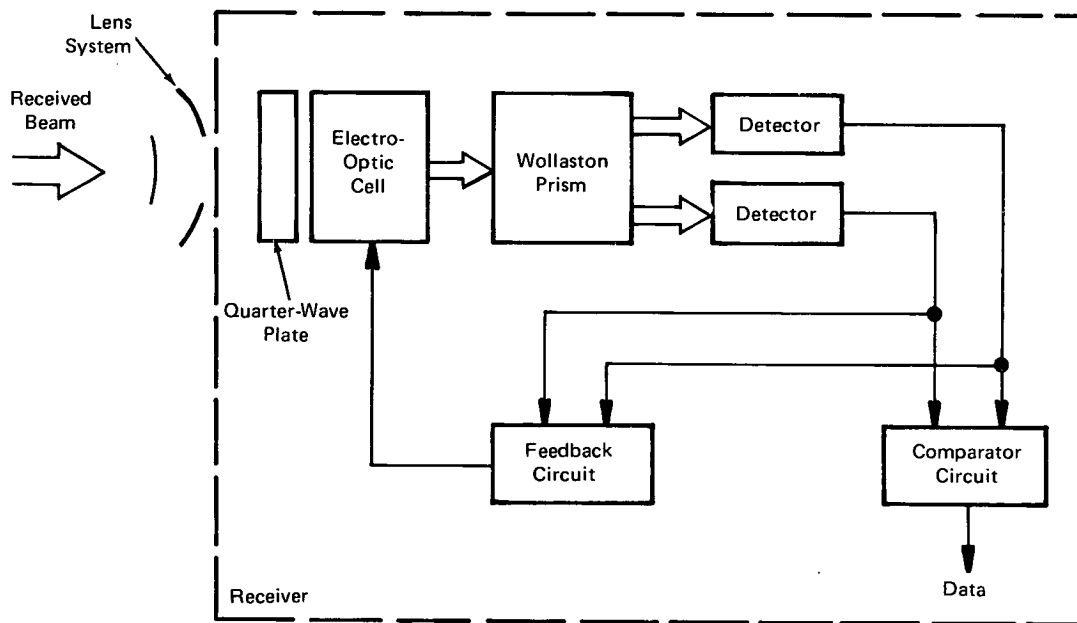 Lens
System
Received
Beam
Quarter-Wave
Plate
Electro-
Optic
Cell
Wollaston
Prism
Detector
Detector
Feedback
Circuit
Comparator
Circuit
Data
Receiver